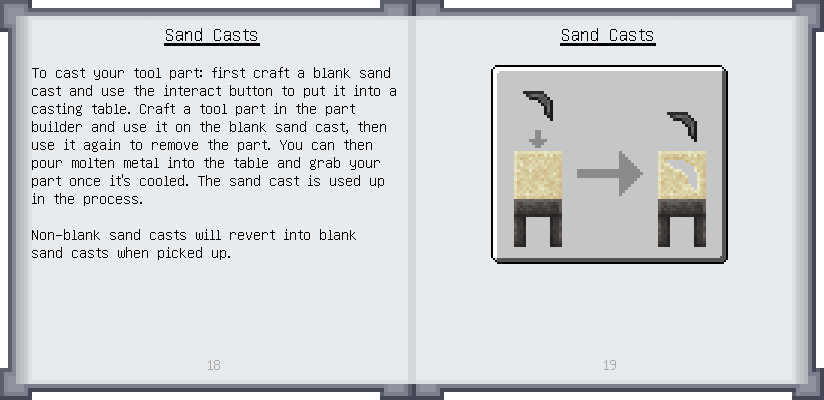 Sand Casts
To cast your tool part: first craft a blank sand
cast and use the interact button to put it into a
casting table. Craft a tool part in the part
builder and use it on the blank sand cast, then
use it again to remove the part. You can then
pour molten metal into the table and grab your
part once it's cooled. The sand cast is used up
in the process.
Non-blank sand casts will revert into blank
sand casts when picked up.
18
Sand Casts
19